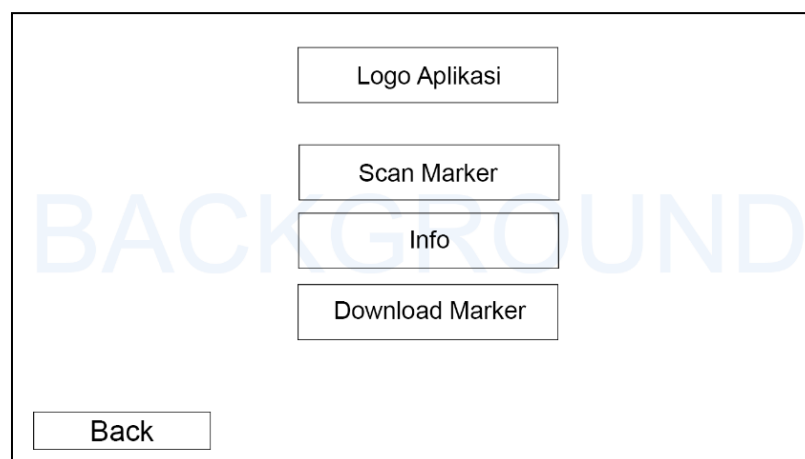 Logo Aplikasi
Scan Marker
BACKGROUND
Info
Download Marker
Back